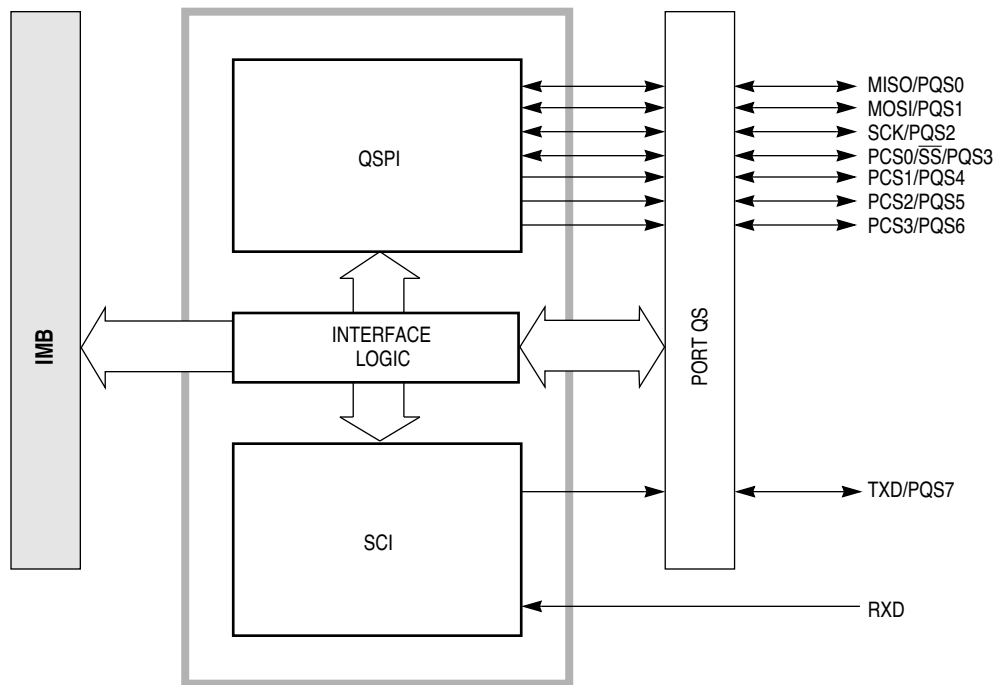 IMB
QSPI
INTERFACE
LOGIC
SCI
PORT QS
MISO/PQS0
MOSI/PQS1
SCK/PQS2
PCS0/S̅S̅/PQS3
PCS1/PQS4
PCS2/PQS5
PCS3/PQS6
TXD/PQS7
RXD